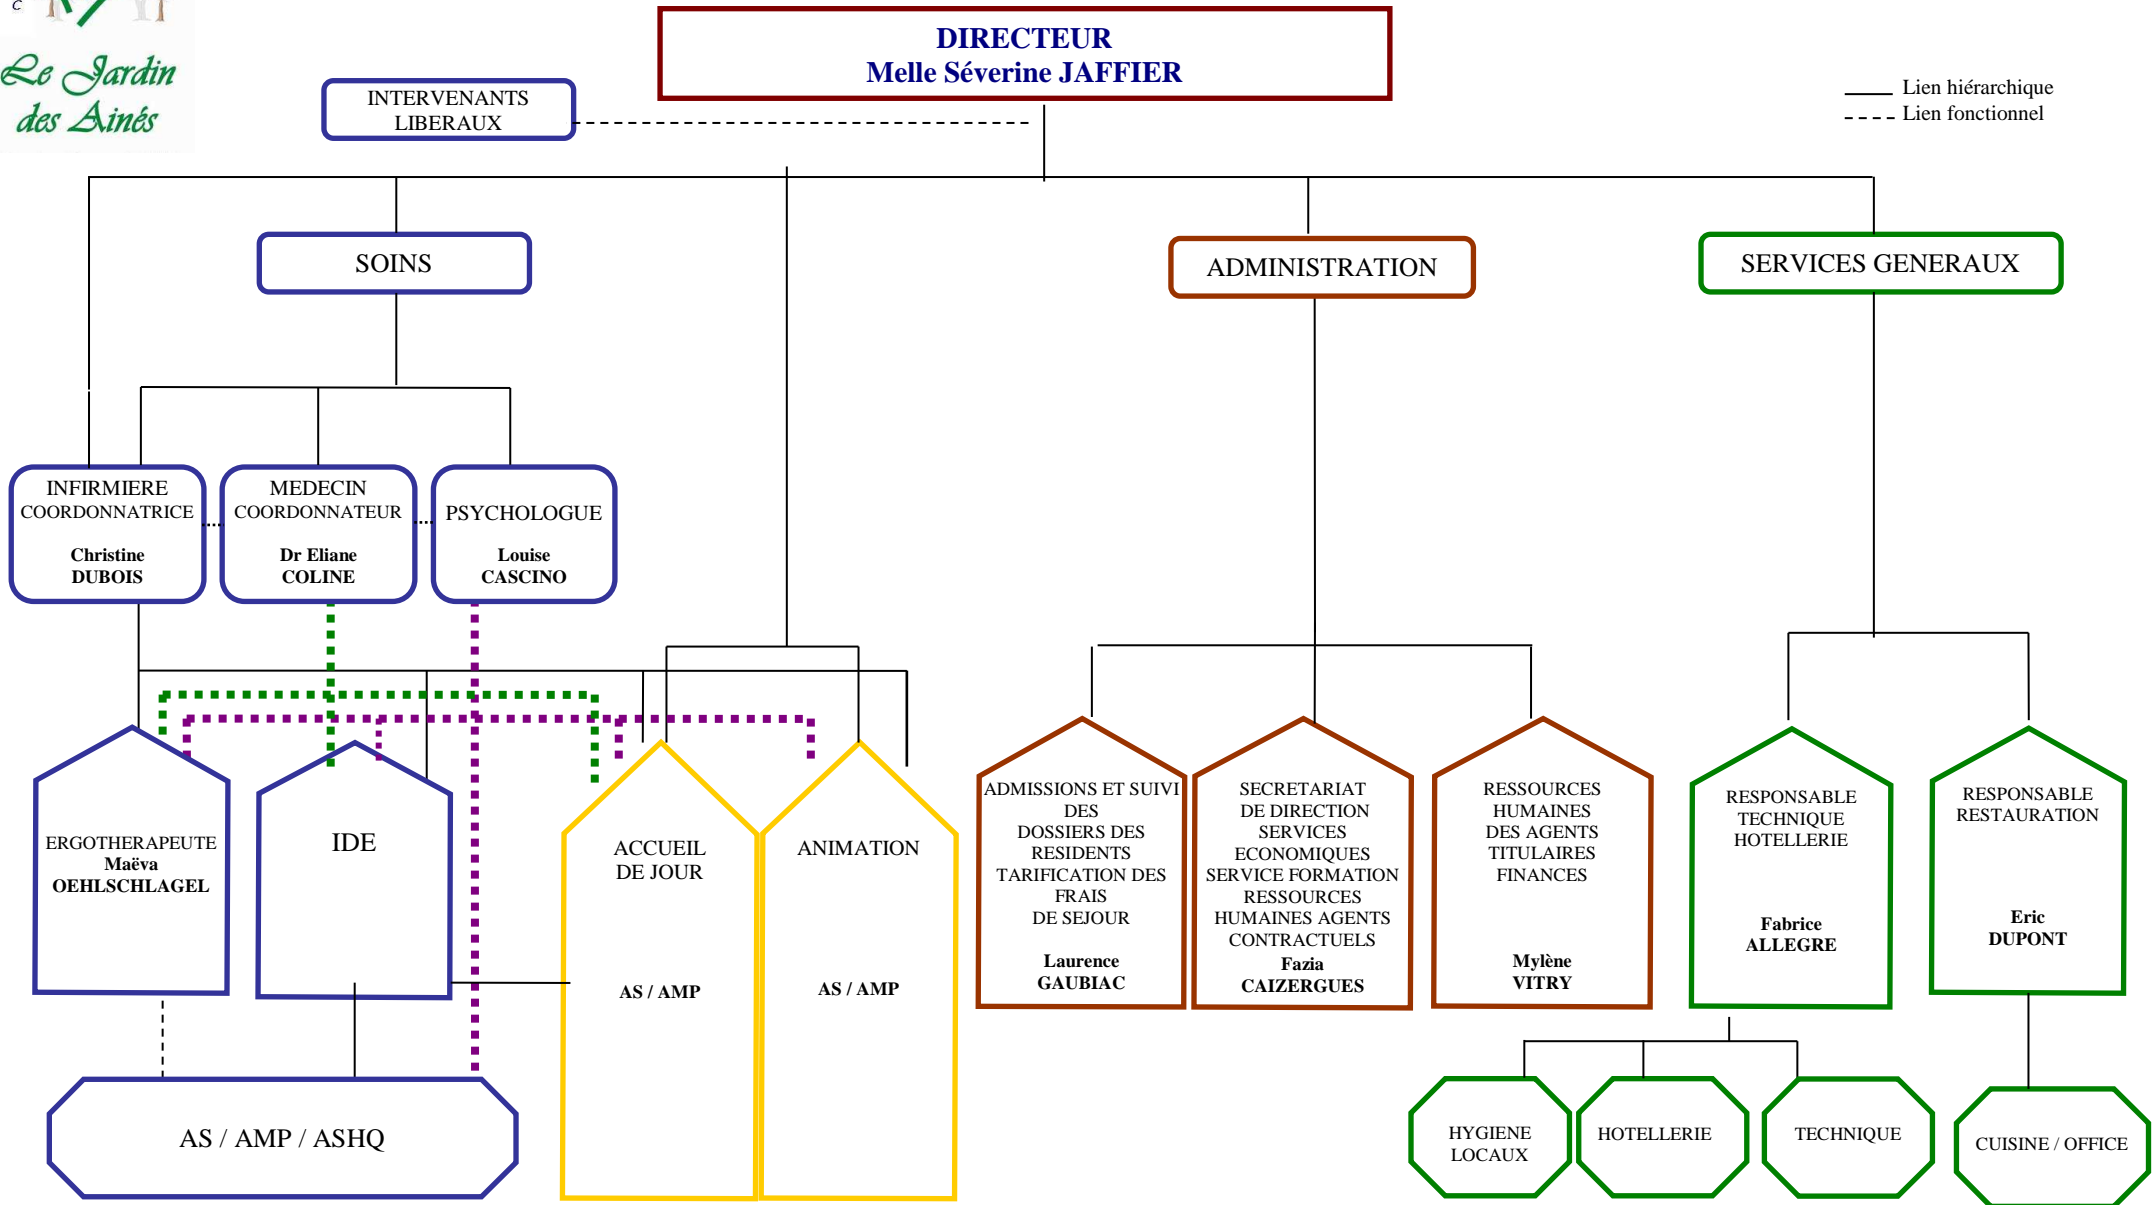 C
Le Jardin
des Ainés
DIRECTEUR
Melle Séverine JAFFIER
INTERVENANTS
LIBERAUX
Lien hiérarchique
Lien fonctionnel
SOINS
ADMINISTRATION
SERVICES GENERAUX
INFIRMIERE
COORDONNATRICE
Christine
DUBOIS
MEDECIN
COORDONNATEUR
Dr Eliane
COLINE
PSYCHOLOGUE
Louise
CASCINO
ERGOTHERAPEUTE
Maëva
OEHLSCHLAGEL
IDE
ACCUEIL
DE JOUR
AS / AMP
ANIMATION
AS / AMP
ADMISSIONS ET SUIVI
DES
DOSSIERS DES
RESIDENTS
TARIFICATION DES
FRAIS
DE SEJOUR
Laurence
GAUBIAC
SECRETARIAT
DE DIRECTION
SERVICES
ECONOMIQUES
SERVICE FORMATION
RESSOURCES
HUMAINES AGENTS
CONTRACTUELS
Fazia
CAIZERGUES
RESSOURCES
HUMAINES
DES AGENTS
TITULAIRES
FINANCES
Mylène
VITRY
RESPONSABLE
TECHNIQUE
HOTELLERIE
Fabrice
ALLEGRE
RESPONSABLE
RESTAURATION
Eric
DUPONT
AS / AMP / ASHQ
HYGIENE
LOCAUX
HOTELLERIE
TECHNIQUE
CUISINE / OFFICE